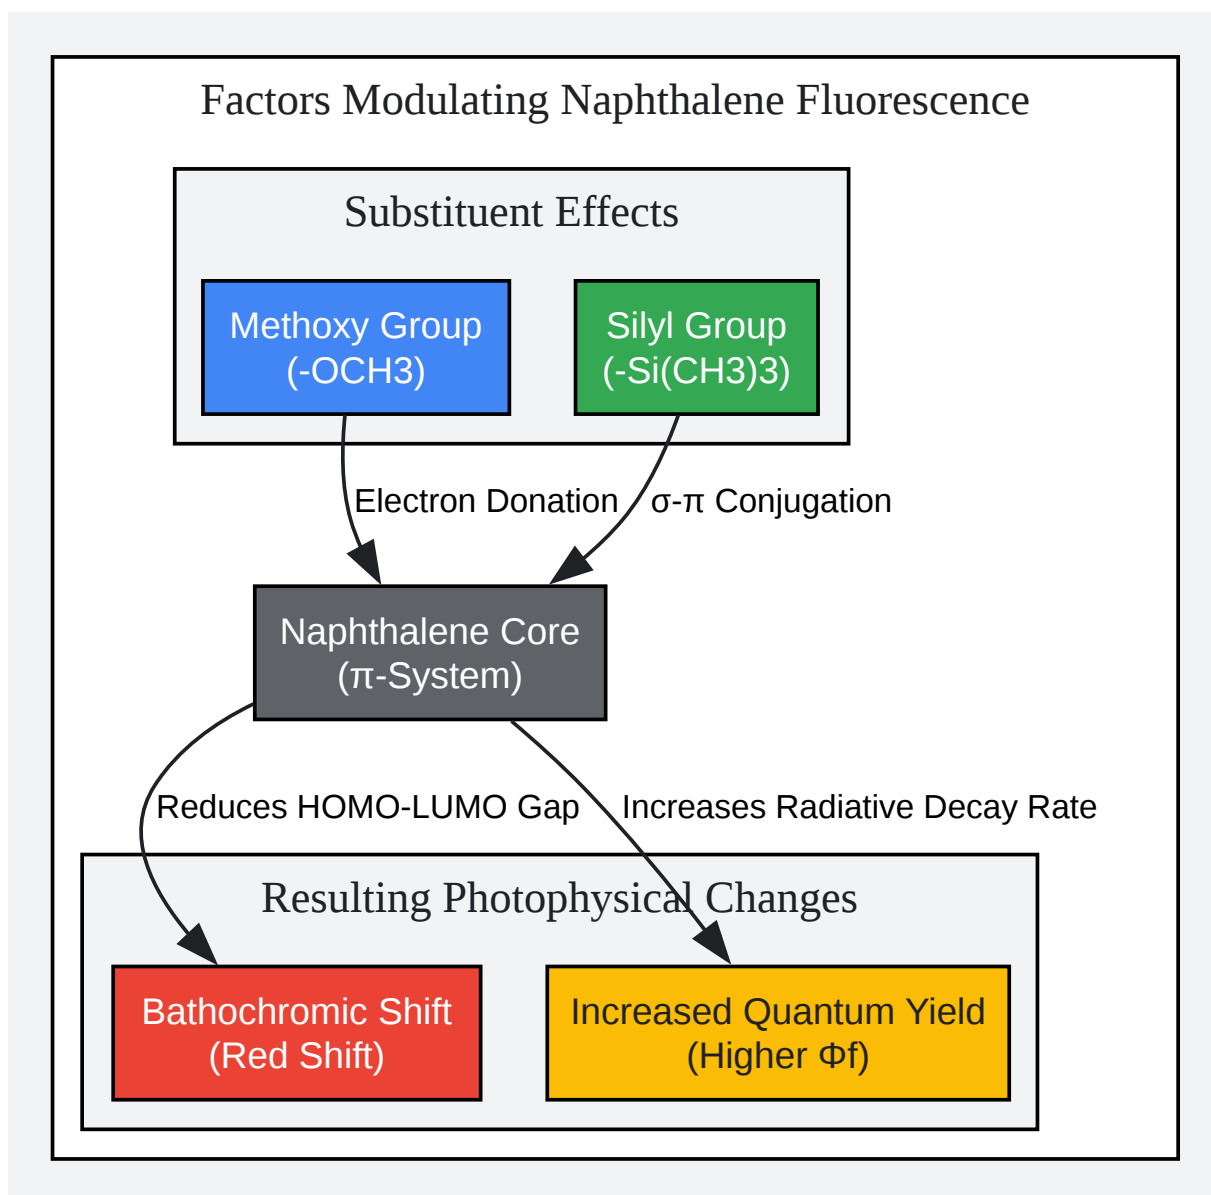 Factors Modulating Naphthalene Fluorescence
Substituent Effects
Methoxy Group
(-OCH3)
Silyl Group
(-Si(CH3)3)
Electron Donation
σ-π Conjugation
Naphthalene Core
(π-System)
Reduces HOMO-LUMO Gap
Increases Radiative Decay Rate
Resulting Photophysical Changes
Bathochromic Shift
(Red Shift)
Increased Quantum Yield
(Higher Φf)